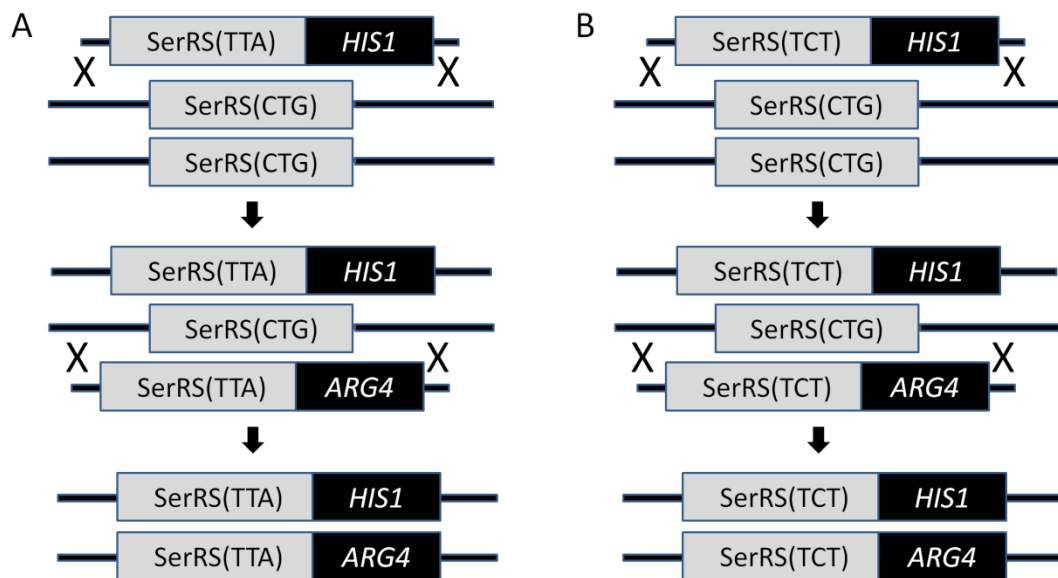 A
SerRS(TTA) HIS1
X X
SerRS(CTG)
SerRS(CTG)
SerRS(TTA) HIS1
SerRS(CTG)
X X
SerRS(TTA) ARG4
SerRS(TTA) HIS1
SerRS(TTA) ARG4
B
SerRS(TCT) HIS1
X X
SerRS(CTG)
SerRS(CTG)
SerRS(TCT) HIS1
SerRS(CTG)
X X
SerRS(TCT) ARG4
SerRS(TCT) HIS1
SerRS(TCT) ARG4